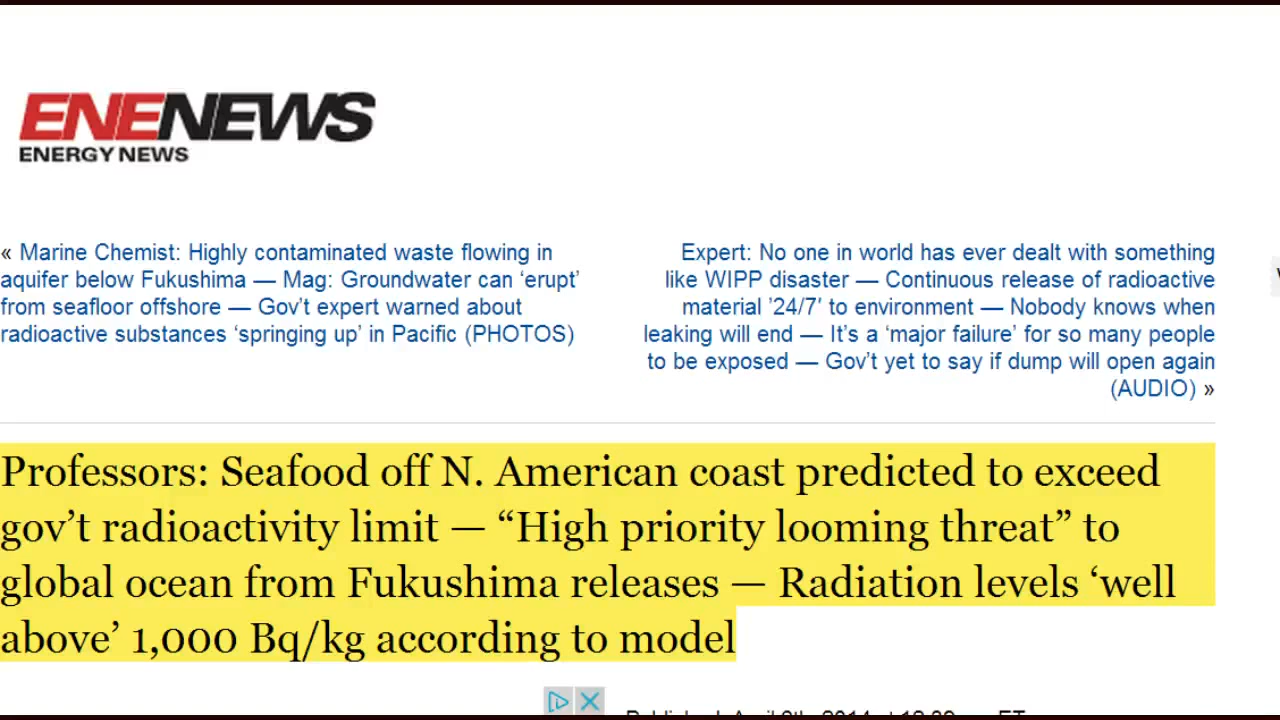 ENENEWS
ENERGY NEWS
« Marine Chemist: Highly contaminated waste flowing in
aquifer below Fukushima — Mag: Groundwater can ‘erupt’
from seafloor offshore — Gov’t expert warned about
radioactive substances ‘springing up’ in Pacific (PHOTOS)
Expert: No one in world has ever dealt with something
like WIPP disaster — Continuous release of radioactive
material ’24/7′ to environment — Nobody knows when
leaking will end — It’s a ‘major failure’ for so many people
to be exposed — Gov’t yet to say if dump will open again
(AUDIO) »
Professors: Seafood off N. American coast predicted to exceed
gov’t radioactivity limit — “High priority looming threat” to
global ocean from Fukushima releases — Radiation levels ‘well
above’ 1,000 Bq/kg according to model